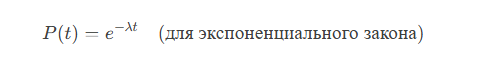 P(t) = e^{−λt} (для экспоненциального закона)